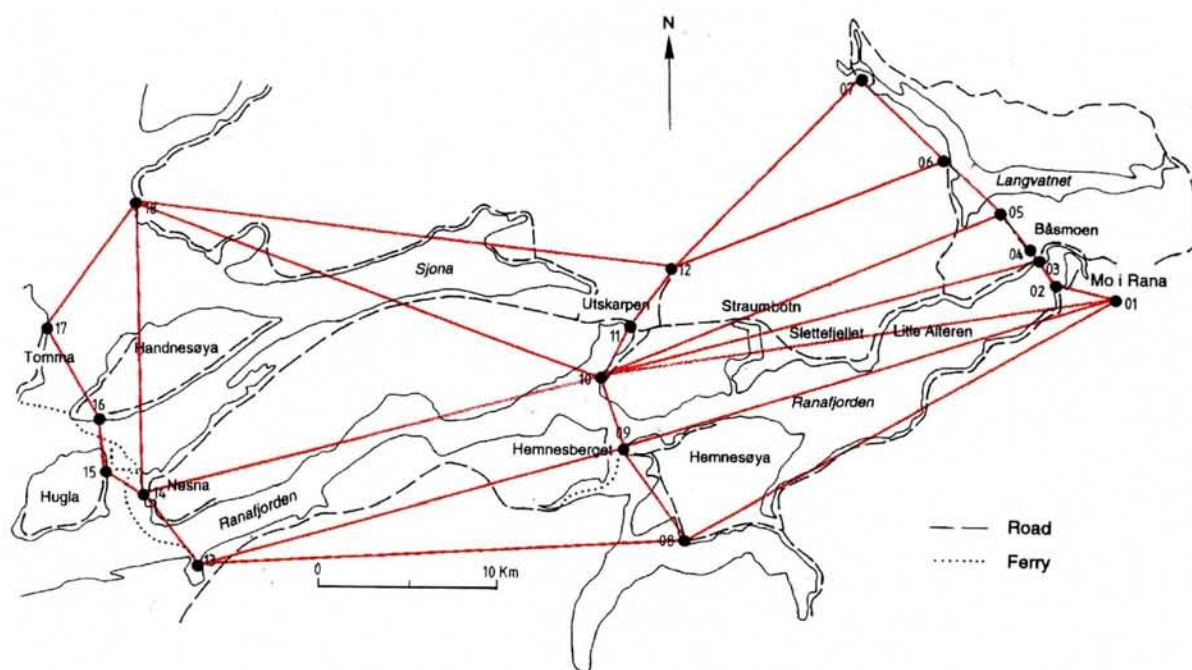 N
07
06
Langvatnet
18
05
Båsmoen
04
03
12
Sjona
Mo i Rana
02
01
Utskarpen
Straumbotn
17
11
Slettefjellet
Litle Alteren
Tomma
Handnesøya
10
16
Ranafjorden
09
Hemnesberget
Hemnesøya
15
Nesna
14
Hugla
Ranafjorden
Road
08
13
Ferry
0
10 Km